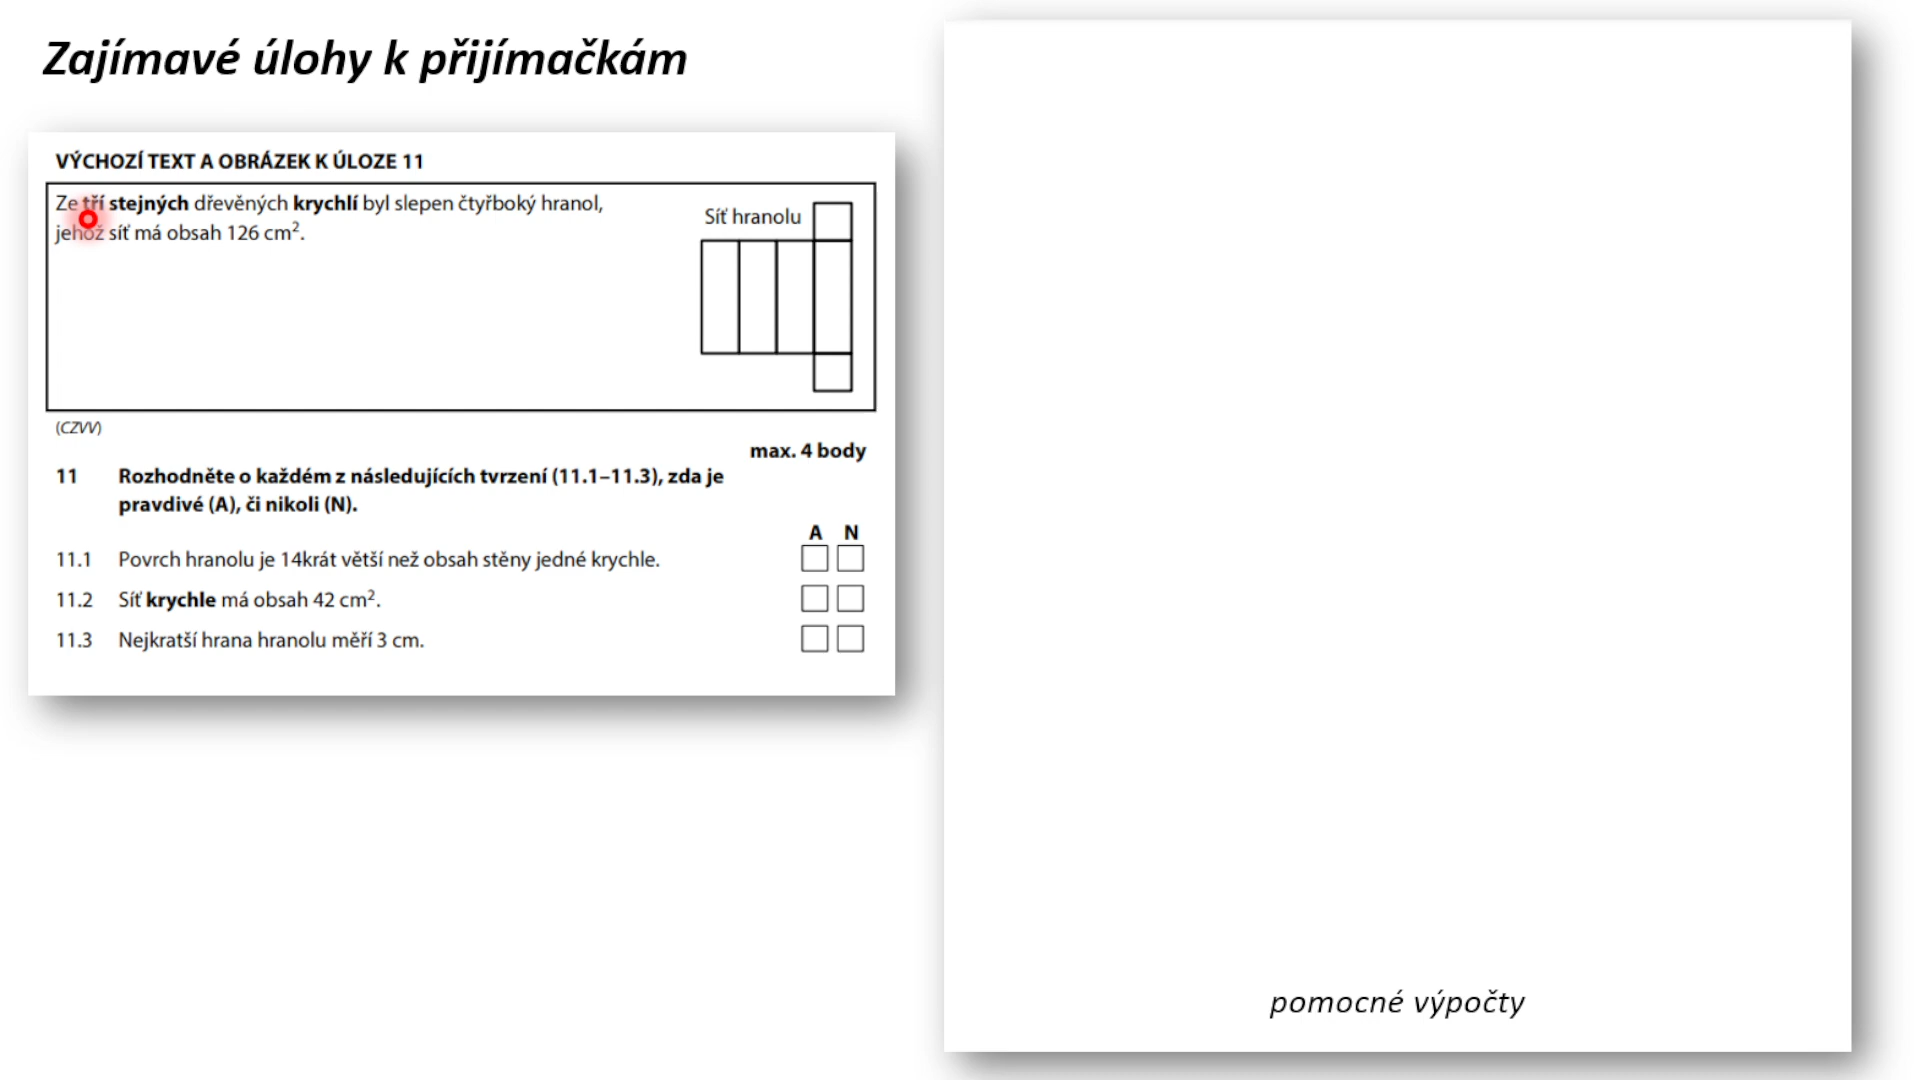 Zajímavé úlohy k přijímačkám
VÝCHOZÍ TEXT A OBRÁZEK K ÚLOZE 11
Ze tří stejných dřevěných krychlí byl slepen čtyřboký hranol,
jehož síť má obsah 126 cm².
Síť hranolu
(CZVV)
max. 4 body
11 Rozhodněte o každém z následujících tvrzení (11.1–11.3), zda je
pravdivé (A), či nikoli (N).
A N
11.1 Povrch hranolu je 14krát větší než obsah stěny jedné krychle.
11.2 Síť krychle má obsah 42 cm².
11.3 Nejkratší hrana hranolu měří 3 cm.
pomocné výpočty